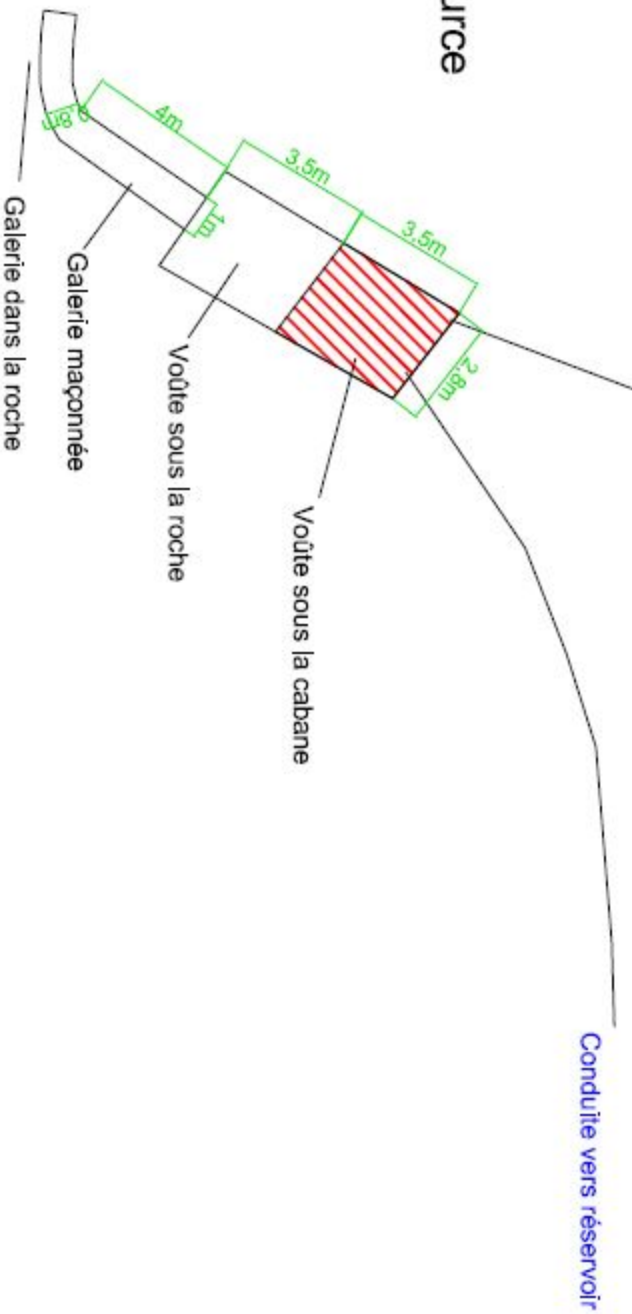 urce
Conduite vers réservoir
3,5m
3,5m
2,8m
4m
1m
0,8m
Voûte sous la cabane
Voûte sous la roche
Galerie maçonnée
Galerie dans la roche